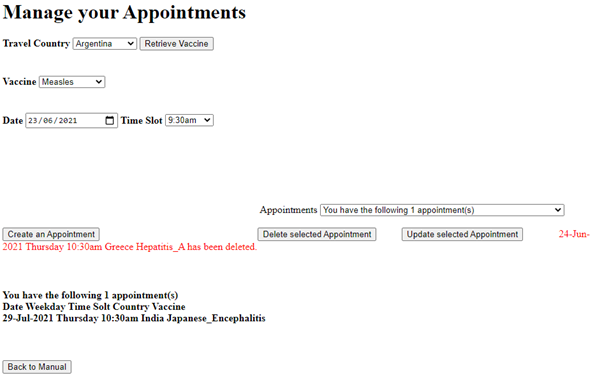 Manage your Appointments
Travel Country Argentina Retrieve Vaccine
Vaccine Measles
Date 23/06/2021 Time Slot 9:30am
Appointments You have the following 1 appointment(s)
Create an Appointment Delete selected Appointment Update selected Appointment 24-Jun-
2021 Thursday 10:30am Greece Hepatitis_A has been deleted.
You have the following 1 appointment(s)
Date Weekday Time Solt Country Vaccine
29-Jul-2021 Thursday 10:30am India Japanese_Encephalitis
Back to Manual